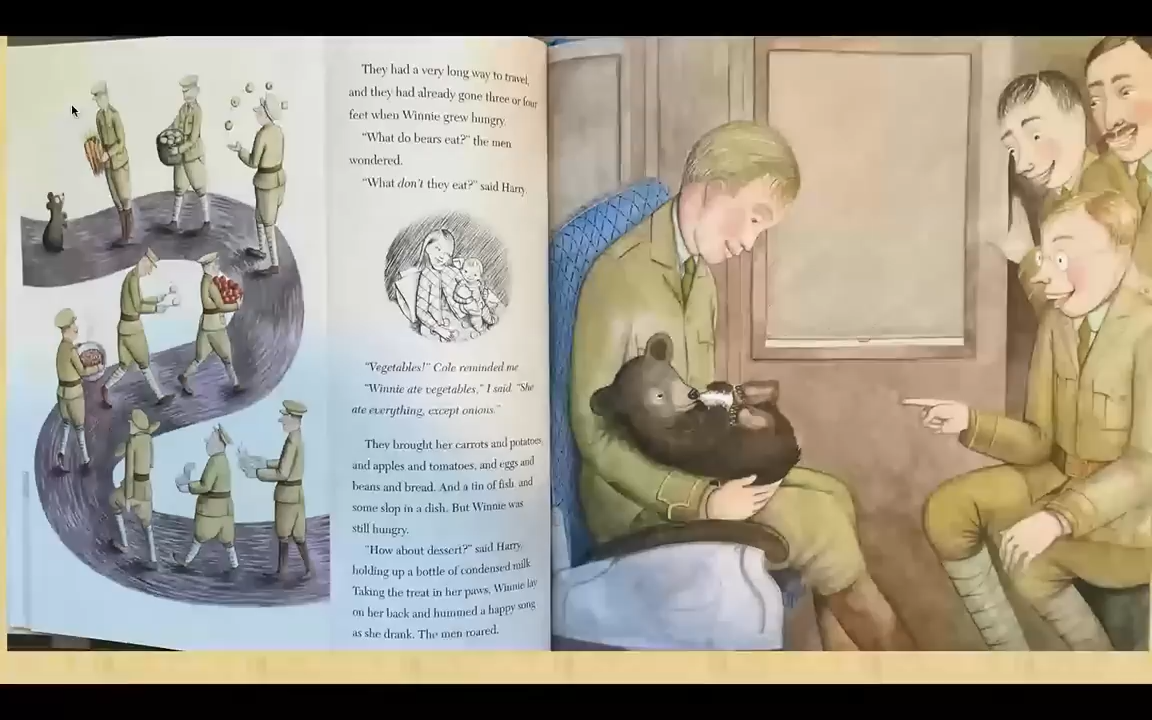 They had a very long way to travel,
and they had already gone three or four
feet when Winnie grew hungry.
"What do bears eat?" the men
wondered.
"What don't they eat?" said Harry.
"Vegetables!" Cole reminded me
"Winnie ate vegetables," I said. "She
ate everything, except onions."
They brought her carrots and potatoes
and apples and tomatoes, and eggs and
beans and bread. And a tin of fish and
some slop in a dish. But Winnie was
still hungry.
"How about dessert?" said Harry,
holding up a bottle of condensed milk
Taking the treat in her paws, Winnie lay
on her back and hummed a happy song
as she drank. The men roared.